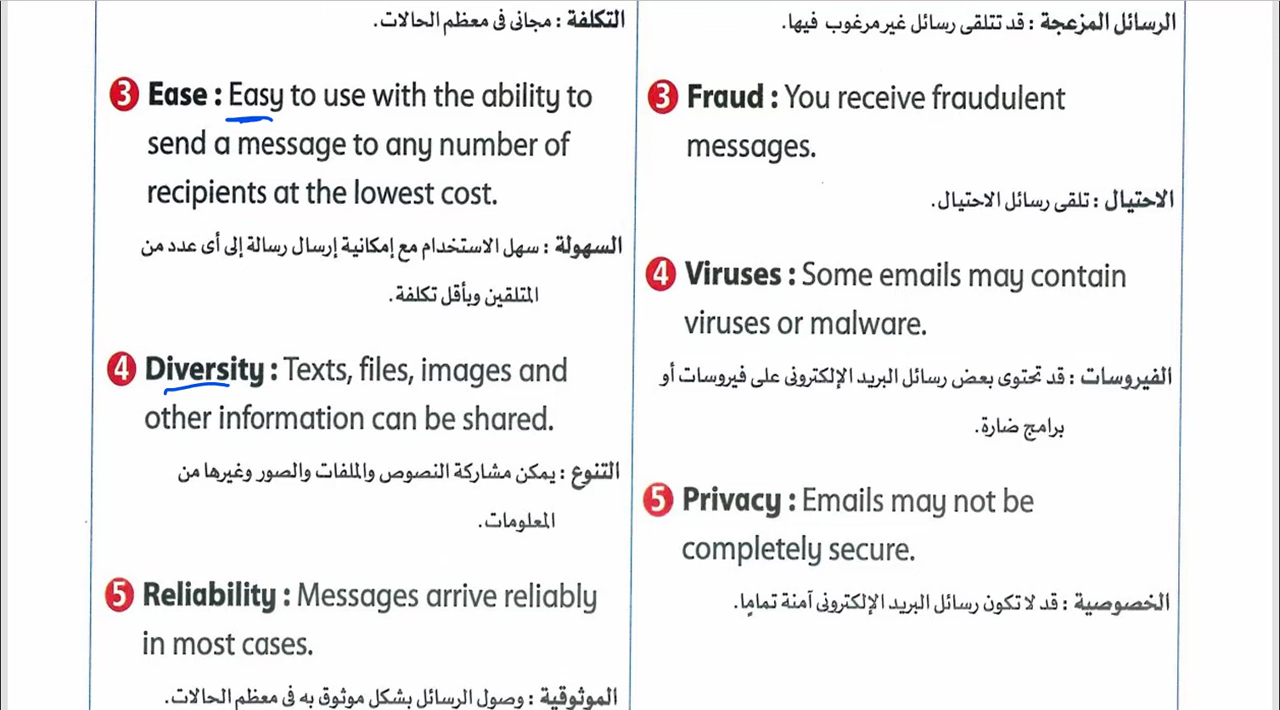 التكلفة : مجانى فى معظم الحالات.
3 Ease : Easy to use with the ability to
send a message to any number of
recipients at the lowest cost.
السهولة : سهل الاستخدام مع إمكانية إرسال رسالة إلى أى عدد من
المتلقين وبأقل تكلفة.
4 Diversity : Texts, files, images and
other information can be shared.
التنوع : يمكن مشاركة النصوص والملفات والصور وغيرها من
المعلومات.
5 Reliability : Messages arrive reliably
in most cases.
الموثوقية : وصول الرسائل بشكل موثوق به فى معظم الحالات.
الرسائل المزعجة : قد تتلقى رسائل غير مرغوب فيها.
3 Fraud : You receive fraudulent
messages.
الاحتيال : تلقى رسائل الاحتيال.
4 Viruses : Some emails may contain
viruses or malware.
الفيروسات : قد تحتوى بعض رسائل البريد الإلكترونى على فيروسات أو
برامج ضارة.
5 Privacy : Emails may not be
completely secure.
الخصوصية : قد لا تكون رسائل البريد الإلكترونى آمنة تمامًا.